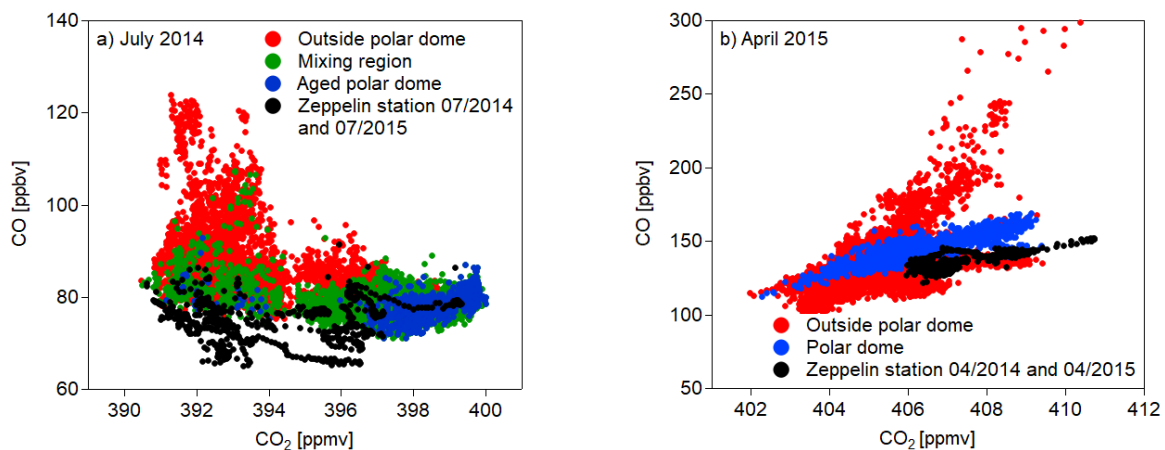 a) July 2014
Outside polar dome
Mixing region
Aged polar dome
Zeppelin station 07/2014
and 07/2015
140
120
100
80
60
CO [ppbv]
390
392
394
396
398
400
CO₂ [ppmv]
b) April 2015
300
250
200
150
100
50
CO [ppbv]
Outside polar dome
Polar dome
Zeppelin station 04/2014 and 04/2015
402
404
406
408
410
412
CO₂ [ppmv]